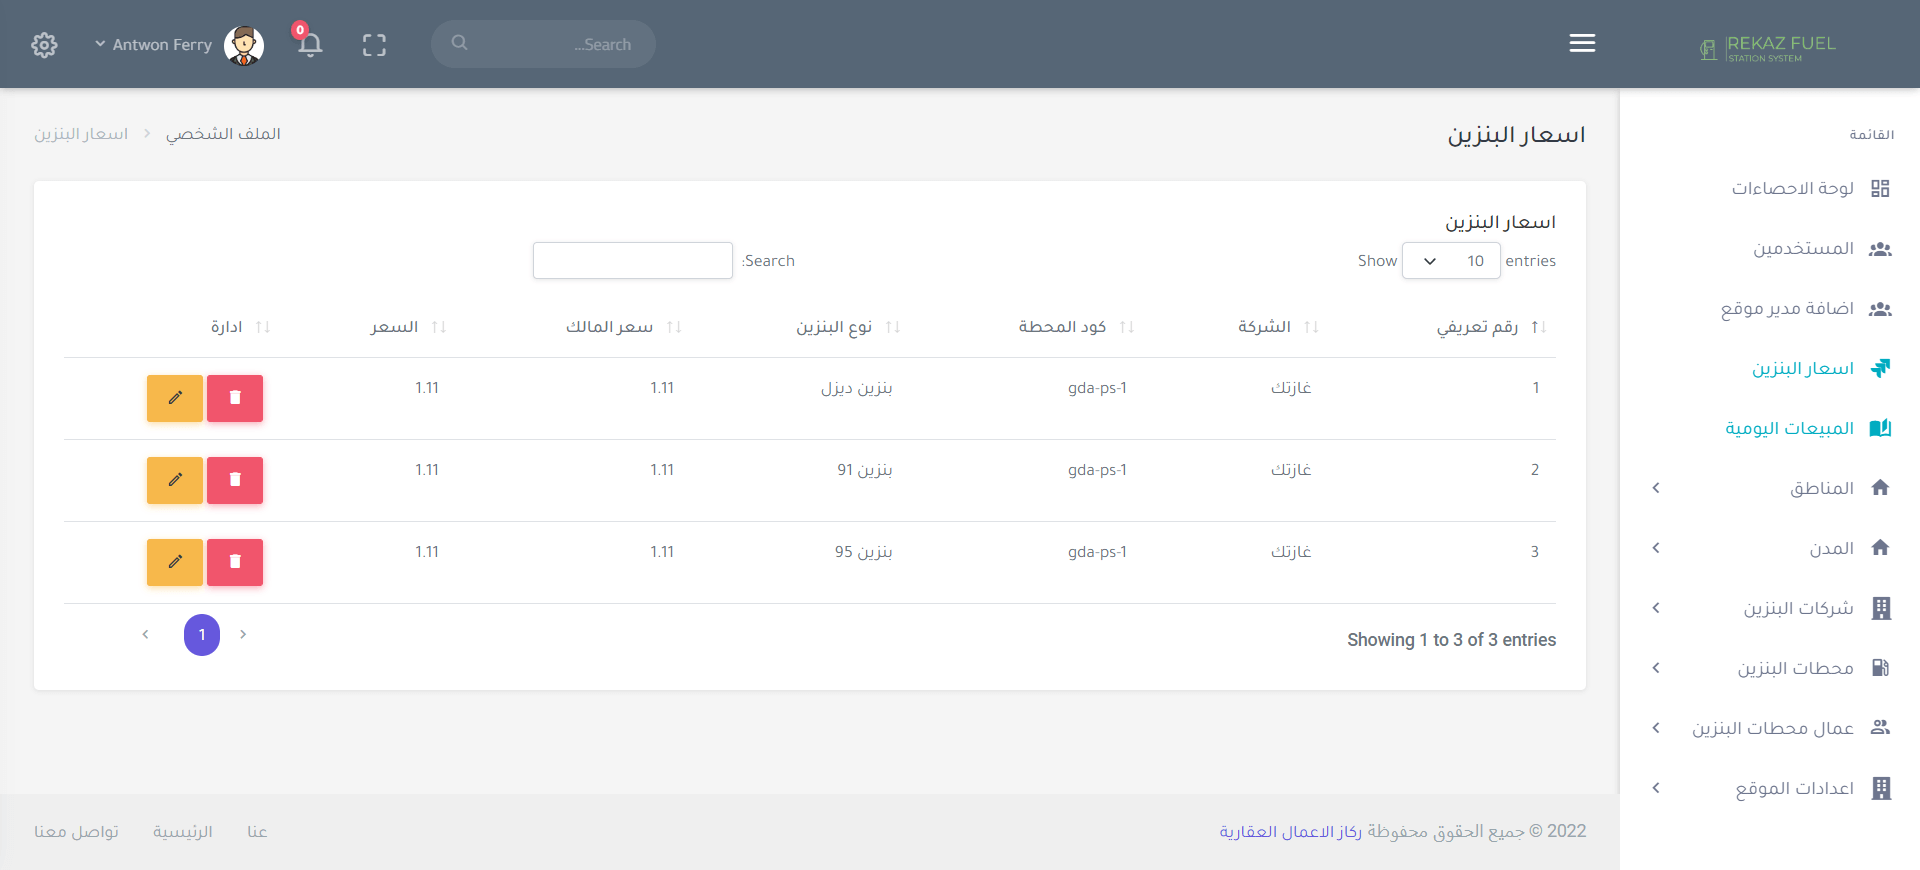 REKAZ FUEL
STATION SYSTEM
Search...
0
Antwon Ferry
القائمة
لوحة الاحصاءات
المستخدمين
اضافة مدير موقع
اسعار البنزين
المبيعات اليومية
المناطق
المدن
شركات البنزين
محطات البنزين
عمال محطات البنزين
اعدادات الموقع
اسعار البنزين
الملف الشخصي
اسعار البنزين
اسعار البنزين
Show 10 entries
Search:
رقم تعريفي الشركة كود المحطة نوع البنزين سعر المالك السعر ادارة
1 غازتك gda-ps-1 بنزين ديزل 1.11 1.11
2 غازتك gda-ps-1 بنزين 91 1.11 1.11
3 غازتك gda-ps-1 بنزين 95 1.11 1.11
Showing 1 to 3 of 3 entries
1
2022 © جميع الحقوق محفوظة ركاز الاعمال العقارية
عنا
الرئيسية
تواصل معنا